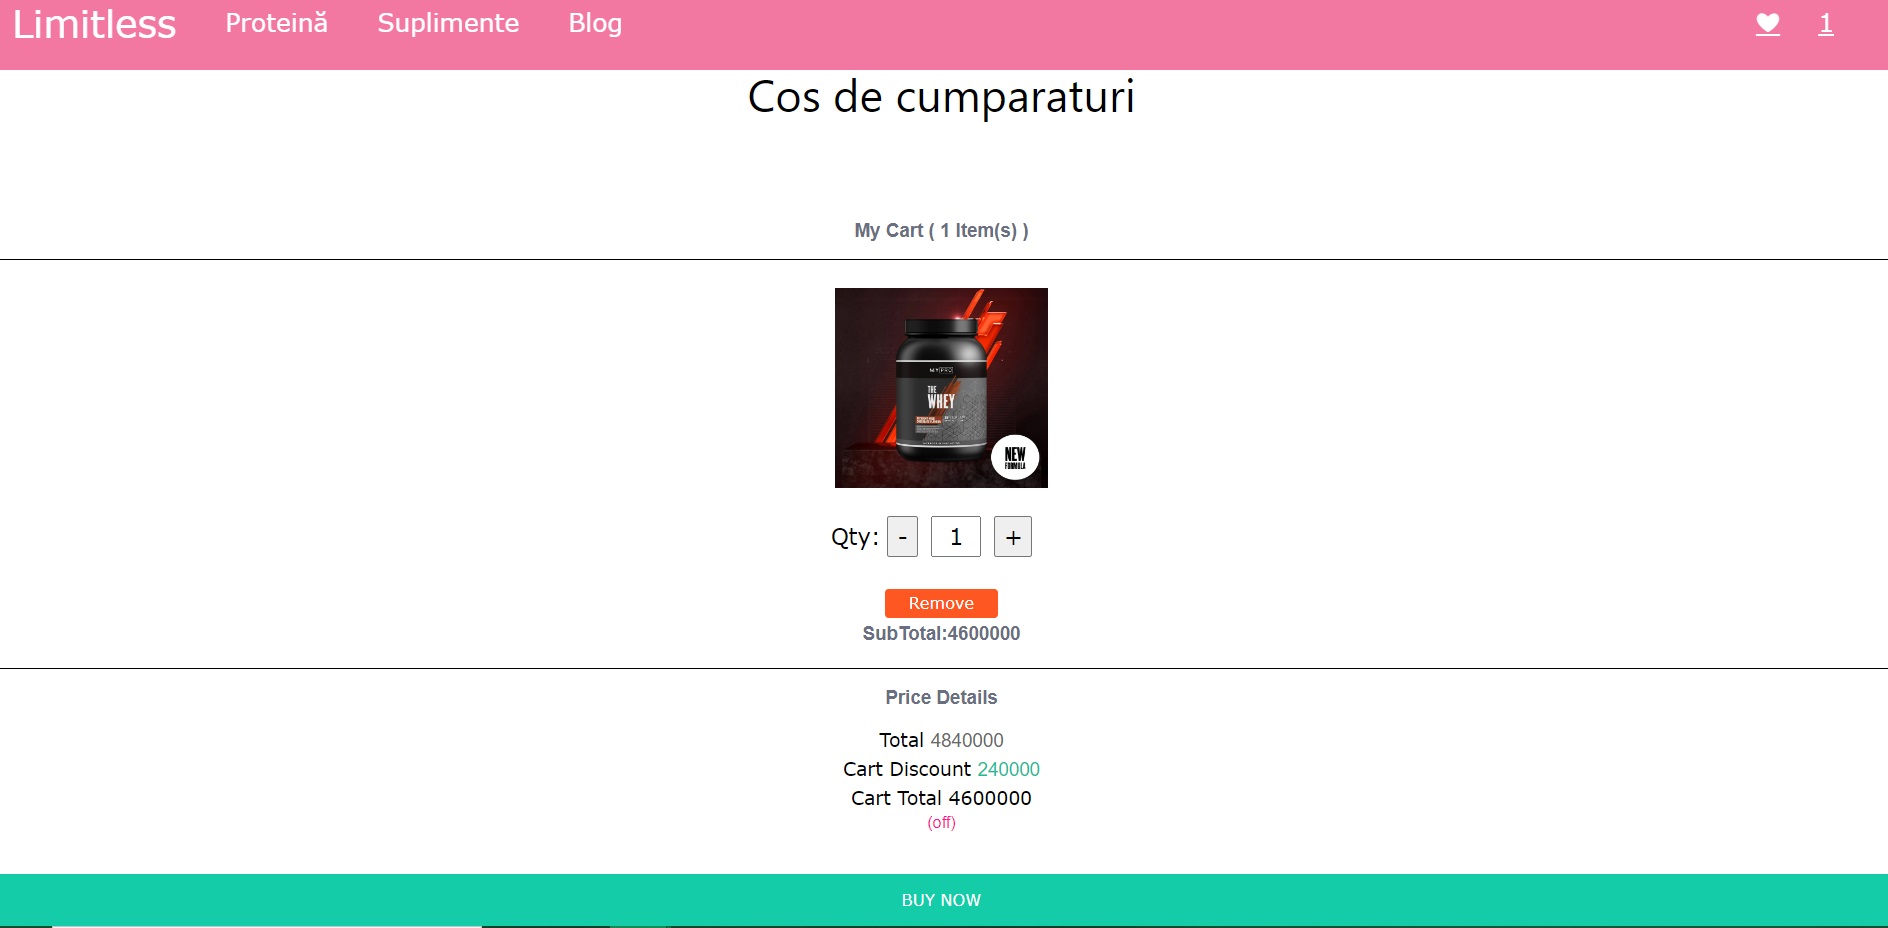 Limitless Proteină Suplimente Blog 1
Cos de cumparaturi
My Cart ( 1 Item(s) )
MYPRO
THE
WHEY
NEW
FORMULA
Qty: - 1 +
Remove
SubTotal:4600000
Price Details
Total 4840000
Cart Discount 240000
Cart Total 4600000
(off)
BUY NOW